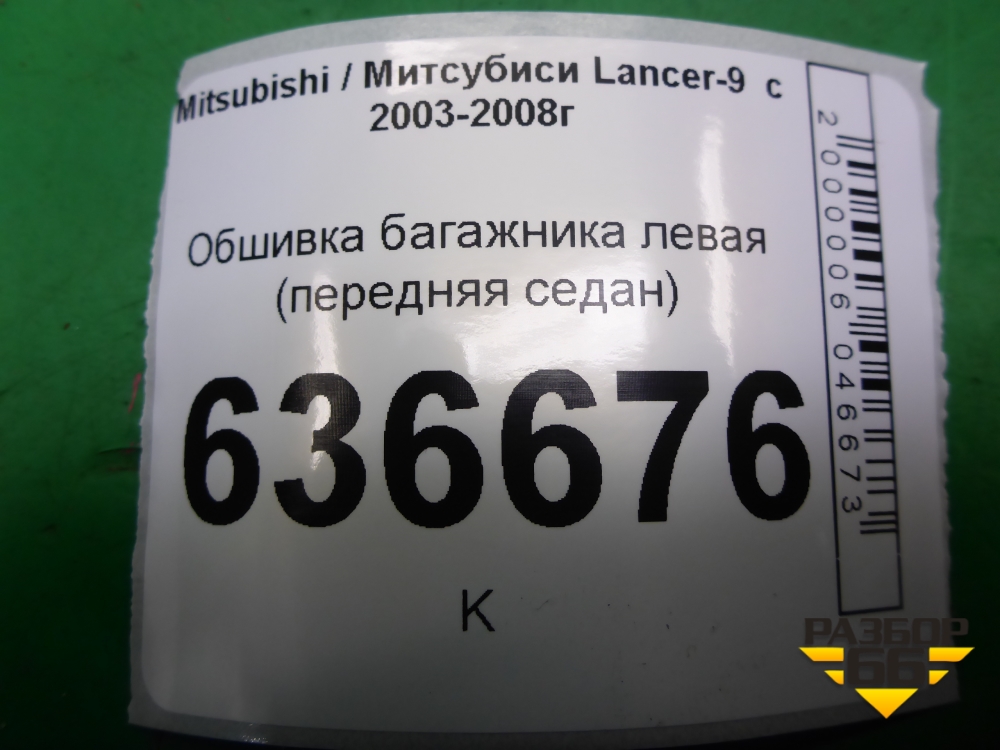 Mitsubishi / Митсубиси Lancer-9 с
2003-2008г
Обшивка багажника левая
(передняя седан)
636676
К
2000006046673
РАЗБОР
66